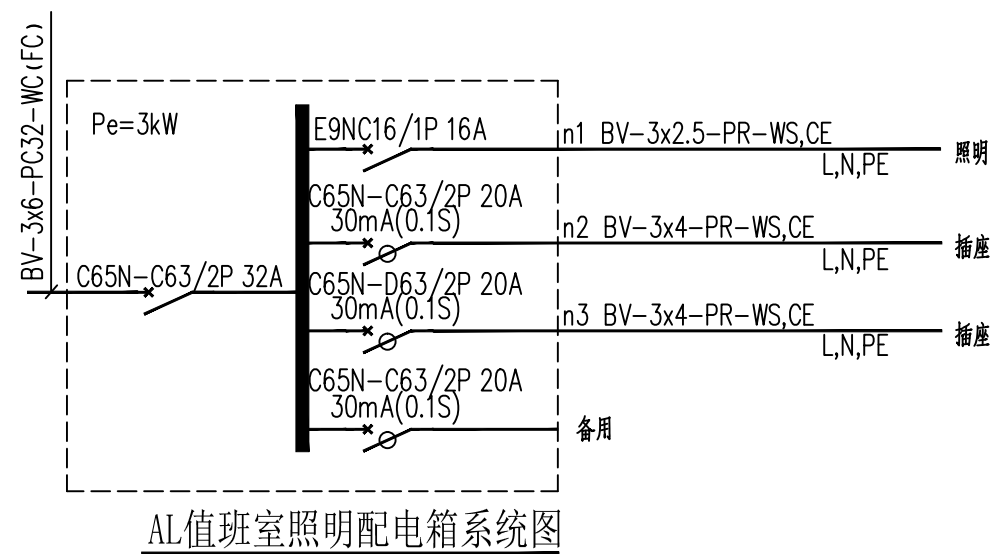 BV-3x6-PC32-WC(FC)
Pe=3kW
C65N-C63/2P 32A
E9NC16/1P 16A
n1 BV-3x2.5-PR-WS,CE
L,N,PE
照明
C65N-C63/2P 20A
30mA(0.1S)
n2 BV-3x4-PR-WS,CE
L,N,PE
插座
C65N-D63/2P 20A
30mA(0.1S)
n3 BV-3x4-PR-WS,CE
L,N,PE
插座
C65N-C63/2P 20A
30mA(0.1S)
备用
AL值班室照明配电箱系统图